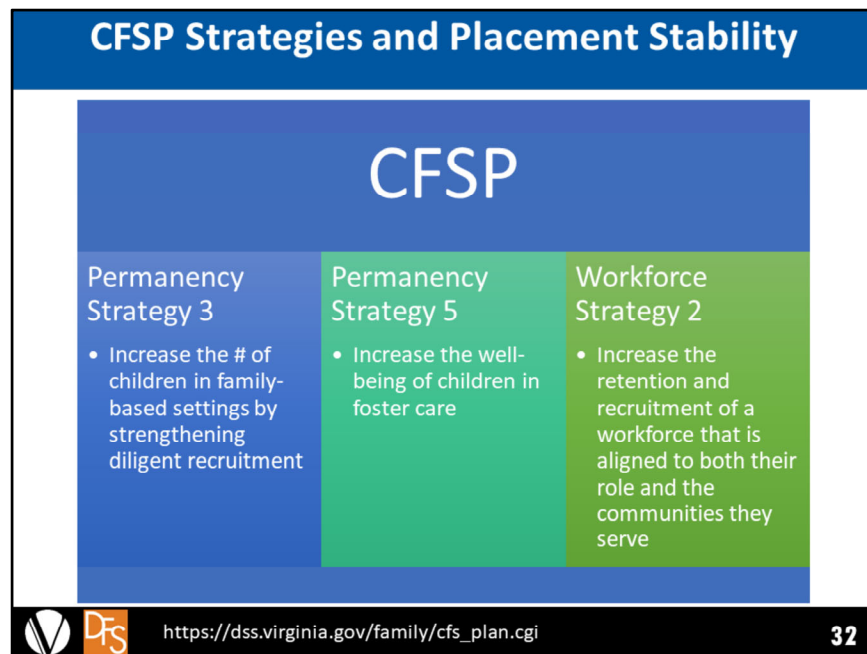 CFSP Strategies and Placement Stability
CFSP
Permanency
Strategy 3
• Increase the # of
children in family-
based settings by
strengthening
diligent recruitment
Permanency
Strategy 5
• Increase the well-
being of children in
foster care
Workforce
Strategy 2
• Increase the
retention and
recruitment of a
workforce that is
aligned to both their
role and the
communities they
serve
DFS
https://dss.virginia.gov/family/cfs_plan.cgi
32